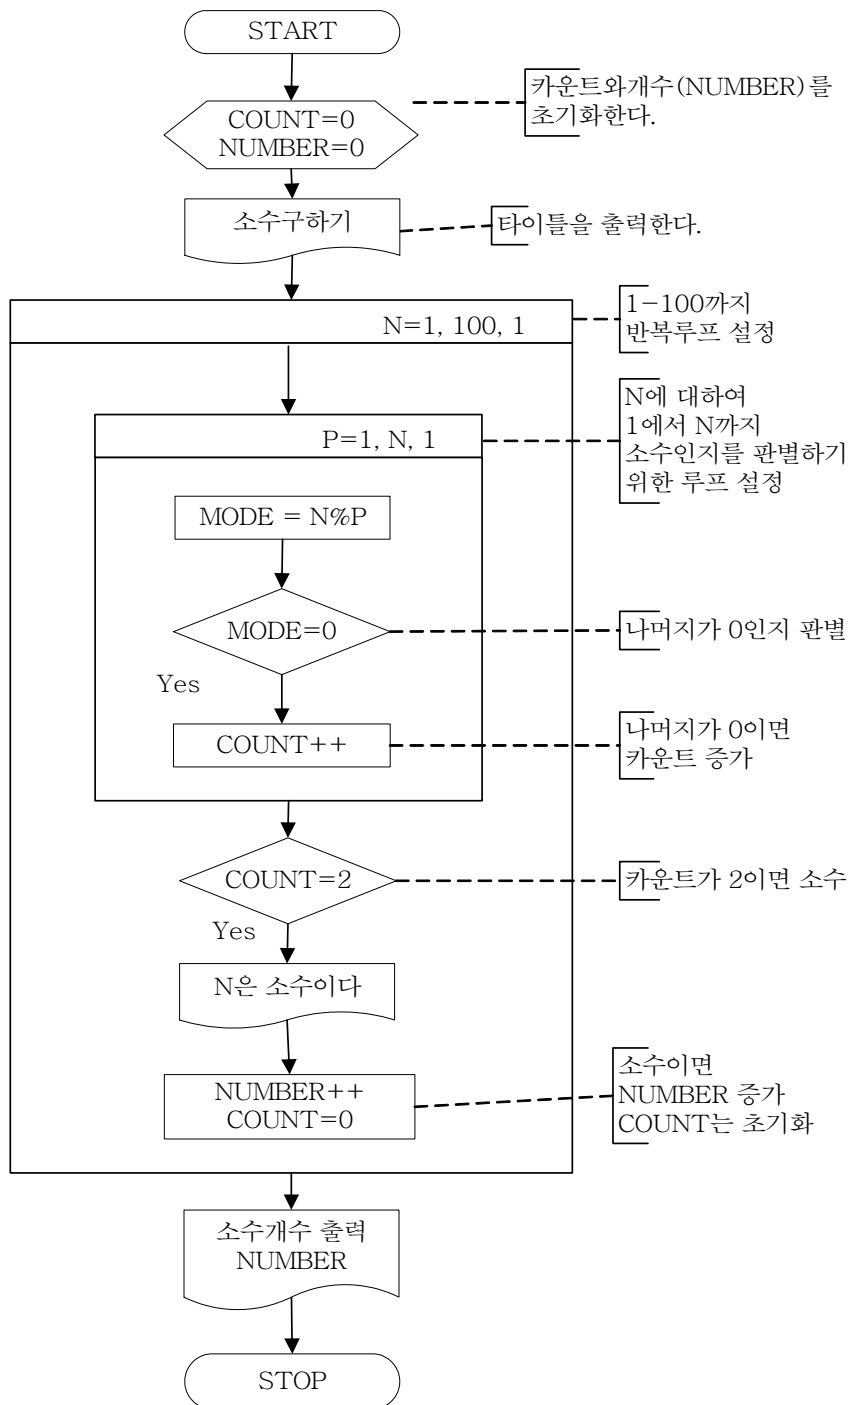 START
COUNT=0
NUMBER=0
카운트와개수(NUMBER)를
초기화한다.
소수구하기
타이틀을 출력한다.
N=1, 100, 1
1-100까지
반복루프 설정
P=1, N, 1
N에 대하여
1에서 N까지
소수인지를 판별하기
위한 루프 설정
MODE = N%P
MODE=0
나머지가 0인지 판별
Yes
COUNT++
나머지가 0이면
카운트 증가
COUNT=2
카운트가 2이면 소수
Yes
N은 소수이다
NUMBER++
COUNT=0
소수이면
NUMBER 증가
COUNT는 초기화
소수개수 출력
NUMBER
STOP